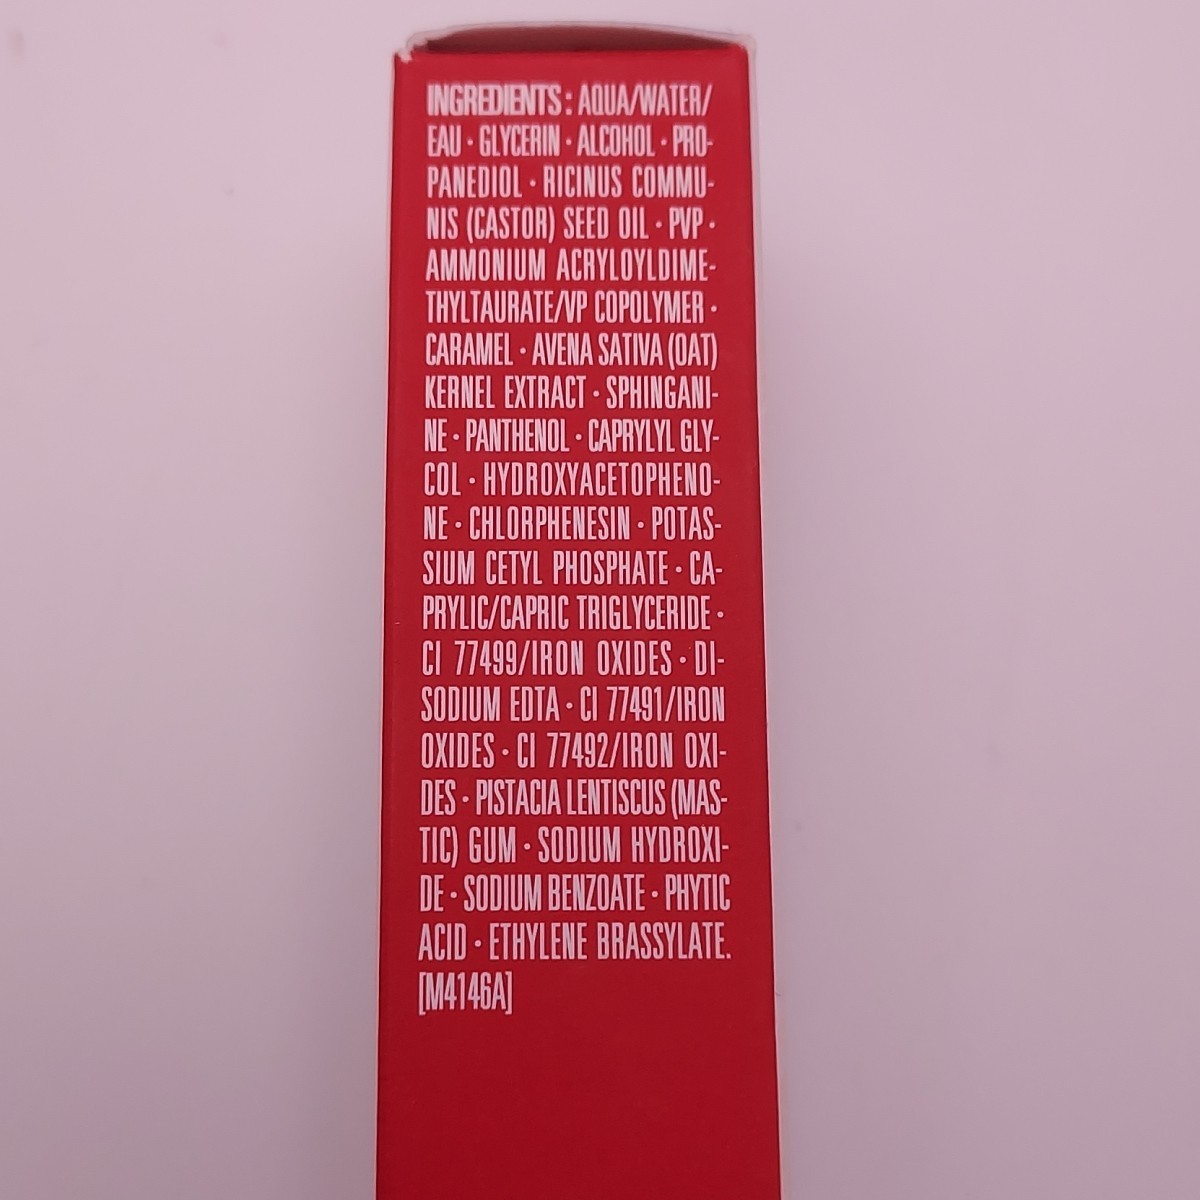 INGREDIENTS: AQUA/WATER/
EAU · GLYCERIN · ALCOHOL · PRO-
PANEDIOL · RICINUS COMMU-
NIS (CASTOR) SEED OIL · PVP ·
AMMONIUM ACRYLOYLDIME-
THYLTAURATE/VP COPOLYMER ·
CARAMEL · AVENA SATIVA (OAT)
KERNEL EXTRACT · SPHINGANI-
NE · PANTHENOL · CAPRYLYL GLY-
COL · HYDROXYACETOPHENO-
NE · CHLORPHENESIN · POTAS-
SIUM CETYL PHOSPHATE · CA-
PRYLIC/CAPRIC TRIGLYCERIDE ·
CI 77499/IRON OXIDES · DI-
SODIUM EDTA · CI 77491/IRON
OXIDES · CI 77492/IRON OXI-
DES · PISTACIA LENTISCUS (MAS-
TIC) GUM · SODIUM HYDROXI-
DE · SODIUM BENZOATE · PHYTIC
ACID · ETHYLENE BRASSYLATE.
[M4146A]